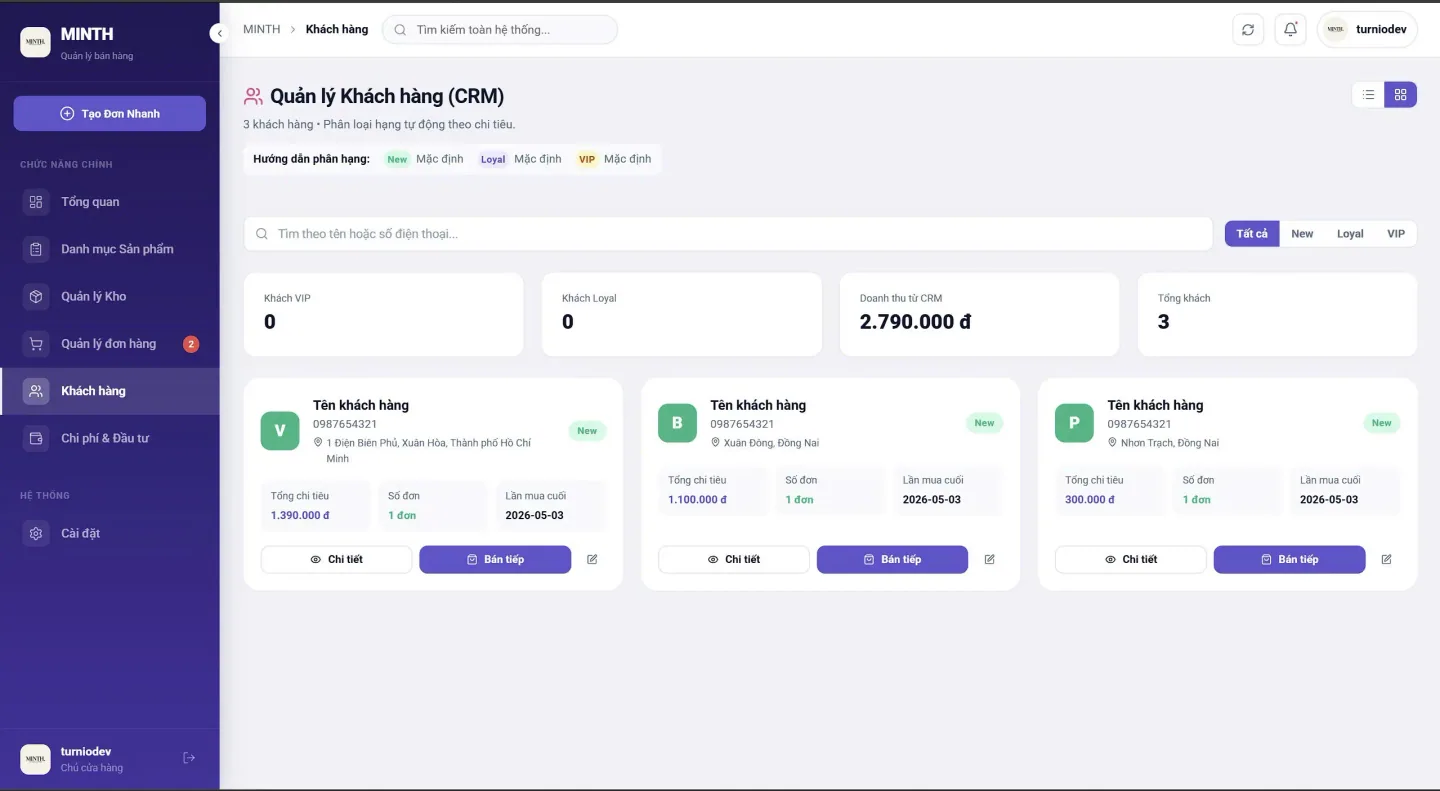 MINTH
Quản lý bán hàng
Tạo Đơn Nhanh
CHỨC NĂNG CHÍNH
Tổng quan
Danh mục Sản phẩm
Quản lý Kho
Quản lý đơn hàng 2
Khách hàng
Chi phí & Đầu tư
HỆ THỐNG
Cài đặt
MINTH.
turniodev
Chủ cửa hàng
MINTH > Khách hàng
Tìm kiếm toàn hệ thống...
MINTH. turniodev
Quản lý Khách hàng (CRM)
3 khách hàng • Phân loại hạng tự động theo chi tiêu.
Hướng dẫn phân hạng: New Mặc định Loyal Mặc định VIP Mặc định
Tìm theo tên hoặc số điện thoại...
Tất cả New Loyal VIP
Khách VIP
0
Khách Loyal
0
Doanh thu từ CRM
2.790.000 đ
Tổng khách
3
V
Tên khách hàng
0987654321
1 Điện Biên Phủ, Xuân Hòa, Thành phố Hồ Chí
Minh
New
Tổng chi tiêu Số đơn Lần mua cuối
1.390.000 đ 1 đơn 2026-05-03
Chi tiết Bán tiếp
B
Tên khách hàng
0987654321
Xuân Đông, Đồng Nai
New
Tổng chi tiêu Số đơn Lần mua cuối
1.100.000 đ 1 đơn 2026-05-03
Chi tiết Bán tiếp
P
Tên khách hàng
0987654321
Nhơn Trạch, Đồng Nai
New
Tổng chi tiêu Số đơn Lần mua cuối
300.000 đ 1 đơn 2026-05-03
Chi tiết Bán tiếp